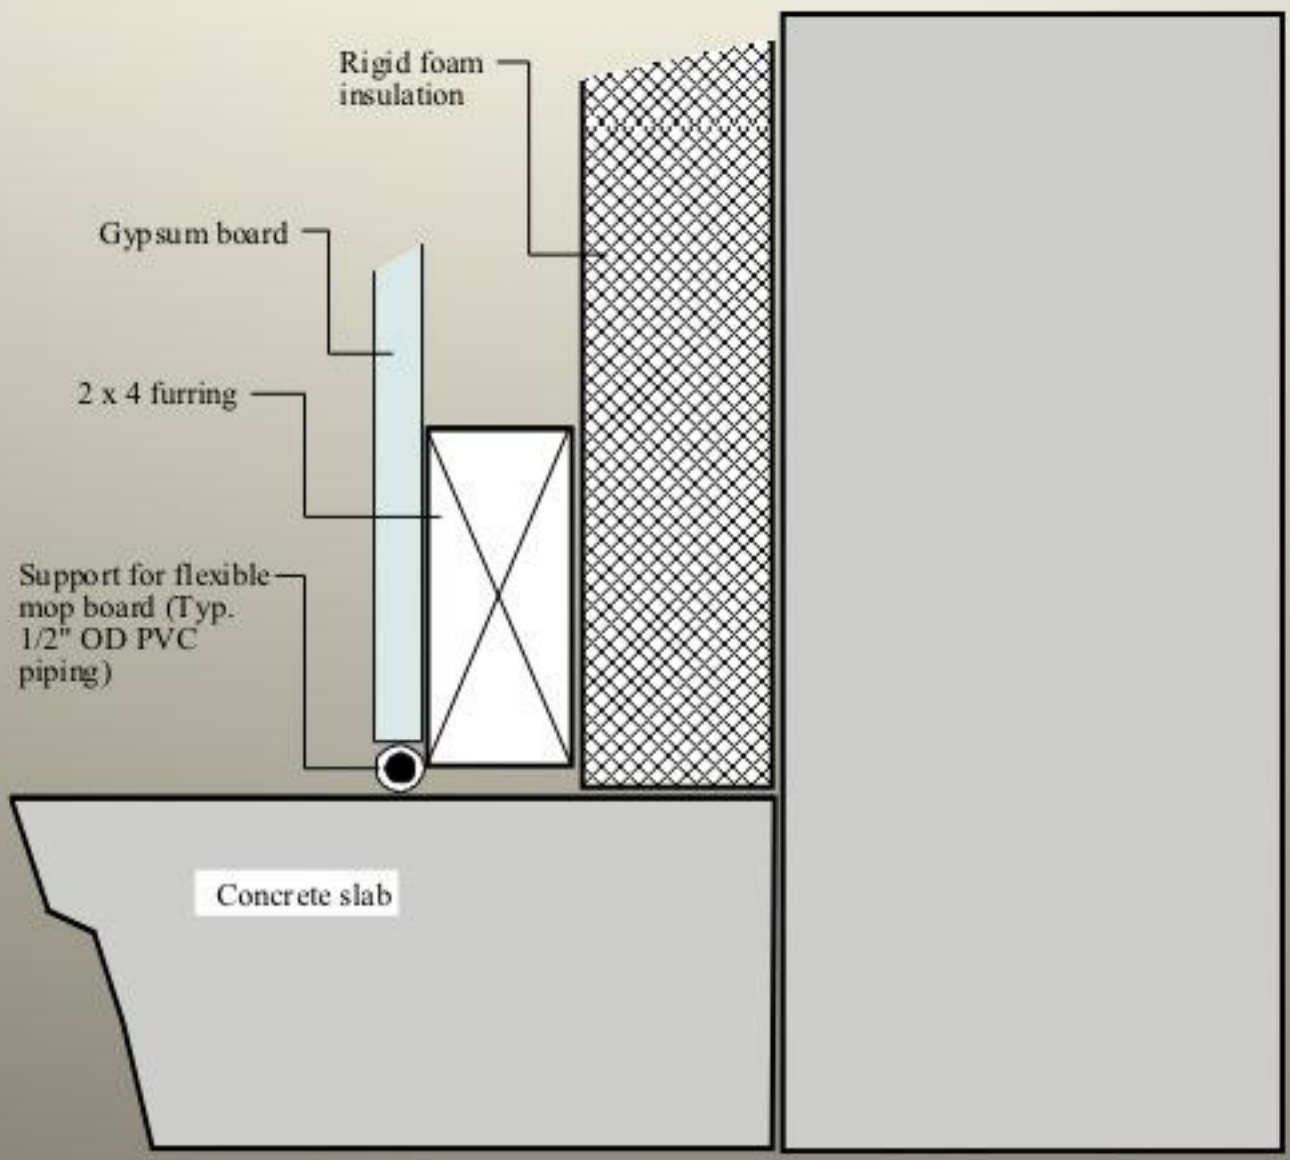 Rigid foam
insulation
Gypsum board
2 x 4 furring
Support for flexible
mop board (Typ.
1/2" OD PVC
piping)
Concrete slab